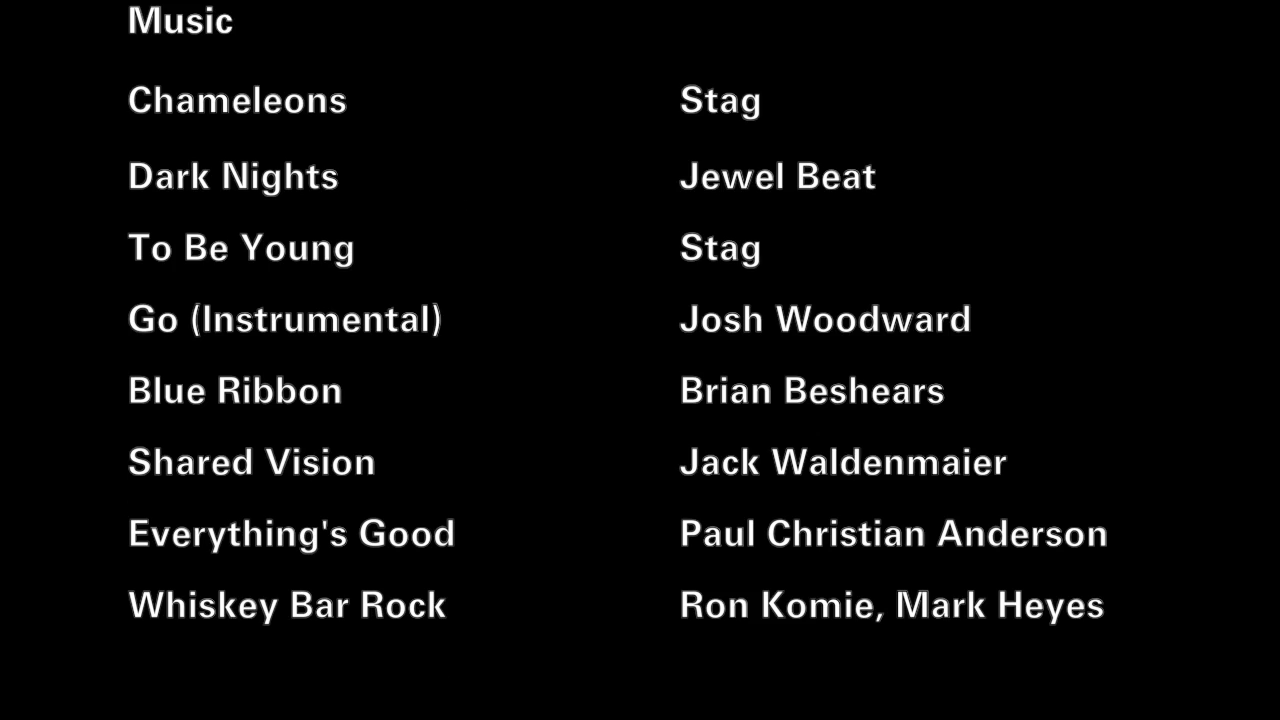 Music
Chameleons Stag
Dark Nights Jewel Beat
To Be Young Stag
Go (Instrumental) Josh Woodward
Blue Ribbon Brian Beshears
Shared Vision Jack Waldenmaier
Everything's Good Paul Christian Anderson
Whiskey Bar Rock Ron Komie, Mark Heyes